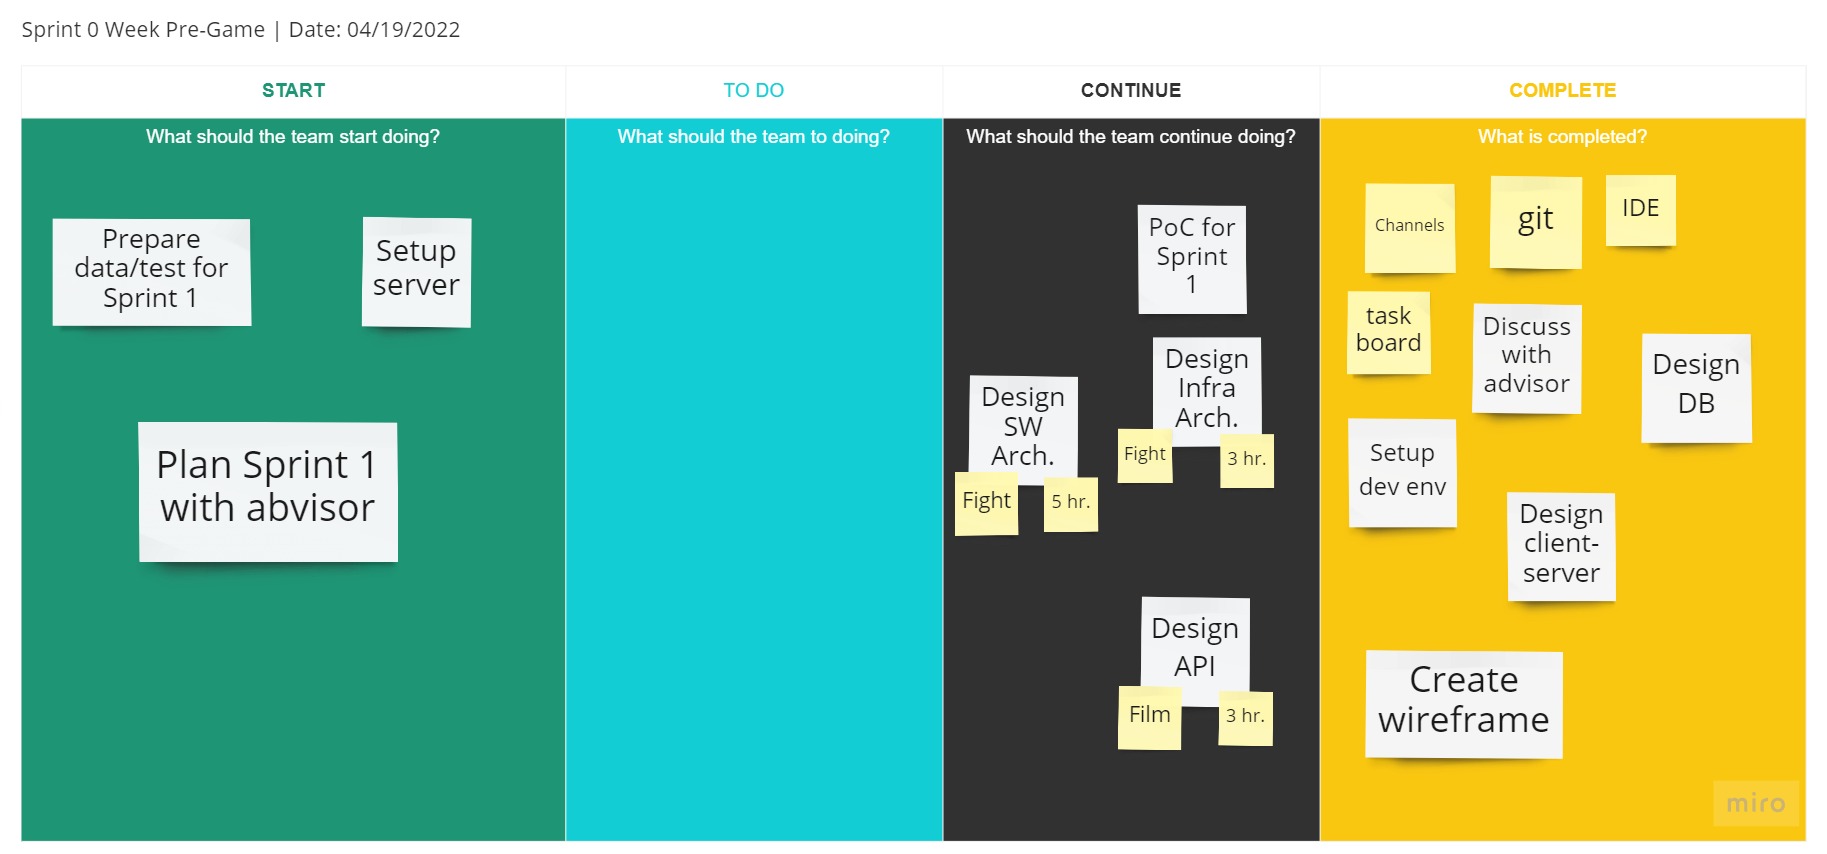 Sprint 0 Week Pre-Game | Date: 04/19/2022
START
TO DO
CONTINUE
COMPLETE
What should the team start doing?
What should the team to doing?
What should the team continue doing?
What is completed?
Prepare
data/test for
Sprint 1
Setup
server
Plan Sprint 1
with abvisor
PoC for
Sprint
1
Design
Infra
Arch.
Fight
3 hr.
Design
SW
Arch.
Fight
5 hr.
Design
API
Film
3 hr.
Channels
git
IDE
task
board
Discuss
with
advisor
Design
DB
Setup
dev env
Design
client-
server
Create
wireframe
miro